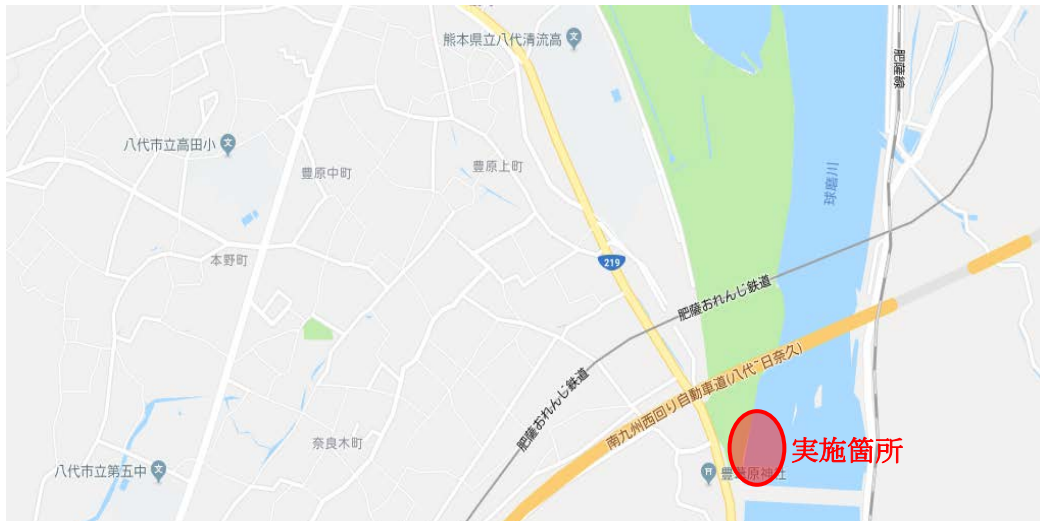 熊本県立八代清流高
肥薩線
八代市立高田小
豊原中町
豊原上町
球磨川
本野町
219
肥薩おれんじ鉄道
南九州西回り自動車道(八代~日奈久)
肥薩おれんじ鉄道
奈良木町
八代市立第五中
豊葦原神社
実施箇所